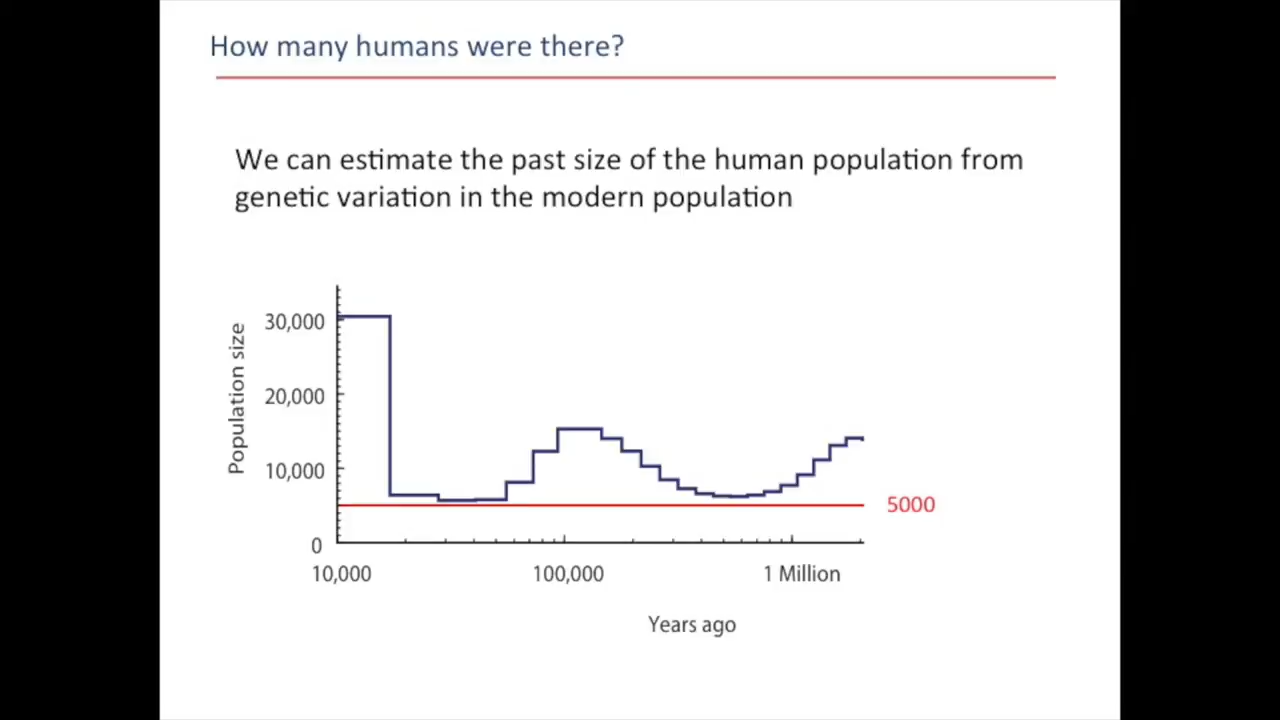 How many humans were there?
We can estimate the past size of the human population from
genetic variation in the modern population
Population size
30,000
20,000
10,000
0
5000
10,000
100,000
1 Million
Years ago